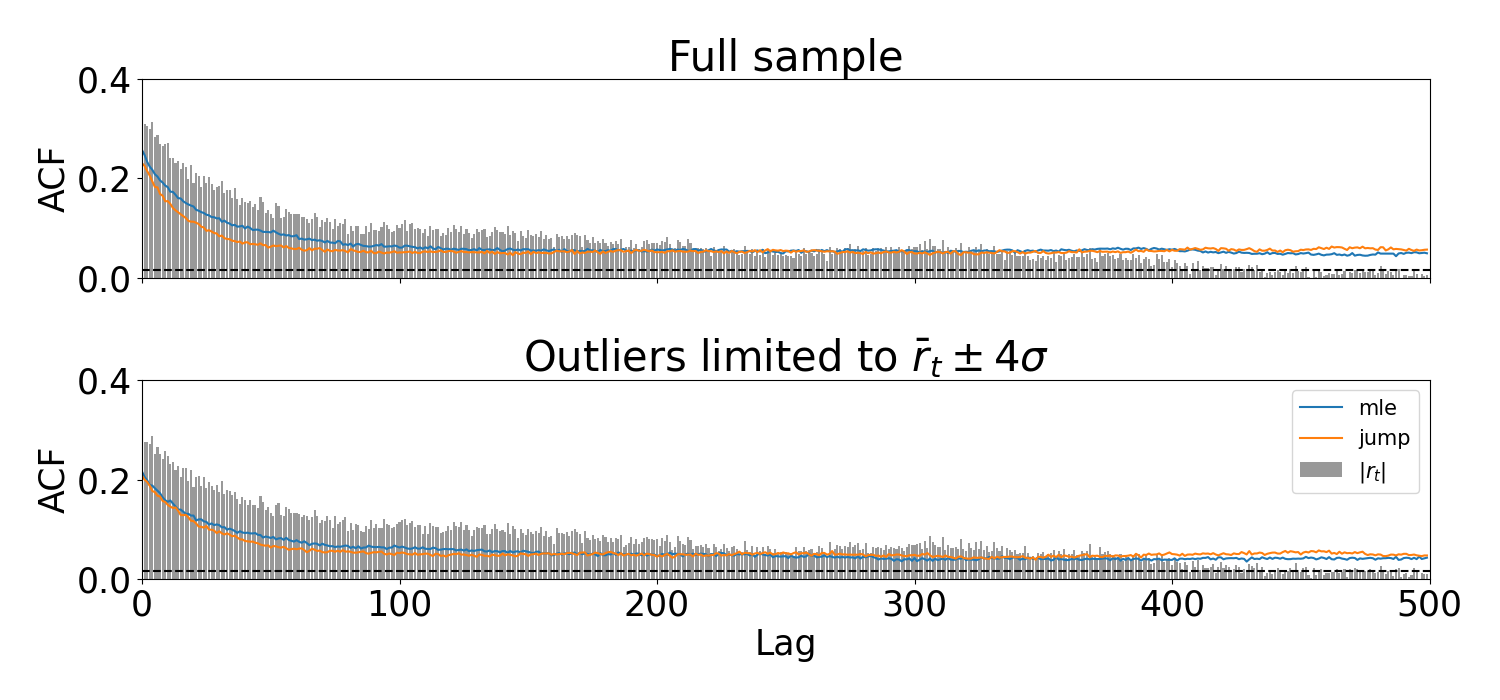 Full sample
0.4
0.2
0.0
ACF
Outliers limited to r̄ₜ ± 4σ
0.4
0.2
0.0
ACF
mle
jump
|rₜ|
0 100 200 300 400 500
Lag